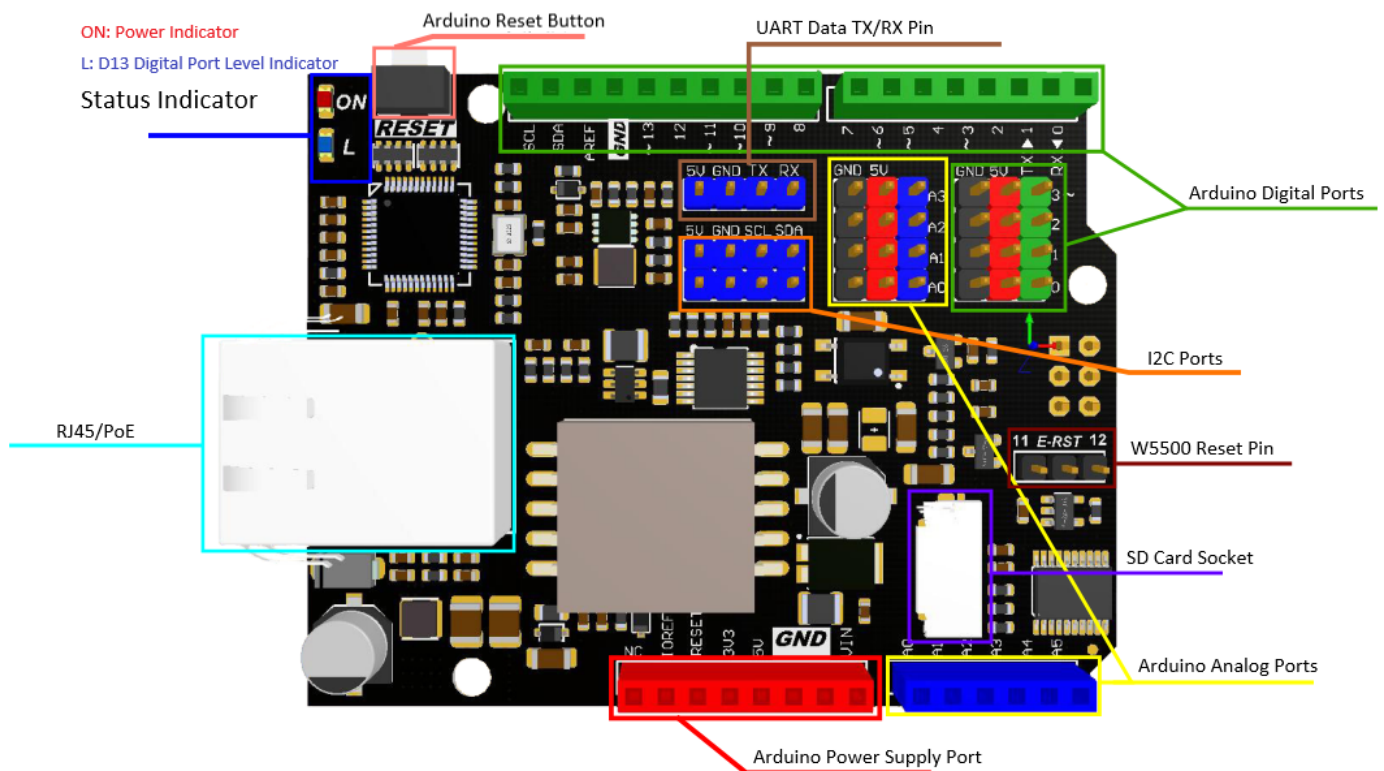 Arduino Reset Button
ON: Power Indicator
UART Data TX/RX Pin
L: D13 Digital Port Level Indicator
Status Indicator
ON
L
RESET
SCL
SDA
AREF
GND
~13
12
~11
~10
~9
8
7
~6
~5
4
~3
2
TX ▶1
RX ◀0
5V GND TX RX
GND 5V
A3
A2
A1
A0
GND 5V
3 ~
2
1
0
Arduino Digital Ports
5V GND SCL SDA
I2C Ports
RJ45/PoE
11 E-RST 12
W5500 Reset Pin
SD Card Socket
IOREF
RESET
3V3
5V
GND
VIN
A0
A1
A2
A3
A4
A5
Arduino Analog Ports
Arduino Power Supply Port